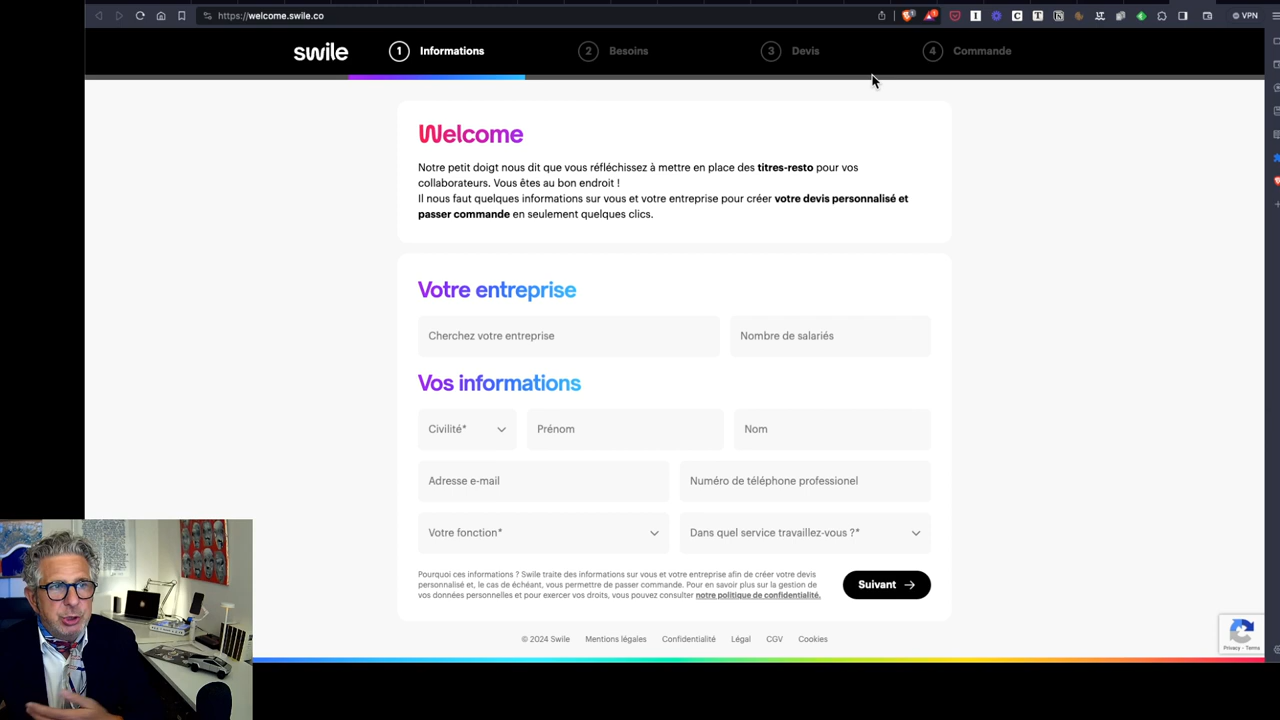 https://welcome.swile.co
VPN
swile
1 Informations
2 Besoins
3 Devis
4 Commande
Welcome
Notre petit doigt nous dit que vous réfléchissez à mettre en place des titres-resto pour vos
collaborateurs. Vous êtes au bon endroit !
Il nous faut quelques informations sur vous et votre entreprise pour créer votre devis personnalisé et
passer commande en seulement quelques clics.
Votre entreprise
Cherchez votre entreprise
Nombre de salariés
Vos informations
Civilité*
Prénom
Nom
Adresse e-mail
Numéro de téléphone professionel
Votre fonction*
Dans quel service travaillez-vous ?*
Pourquoi ces informations ? Swile traite des informations sur vous et votre entreprise afin de créer votre devis
personnalisé et, le cas de échéant, vous permettre de passer commande. Pour en savoir plus sur la gestion de
vos données personnelles et pour exercer vos droits, vous pouvez consulter notre politique de confidentialité.
Suivant
© 2024 Swile
Mentions légales
Confidentialité
Légal
CGV
Cookies
Privacy - Terms